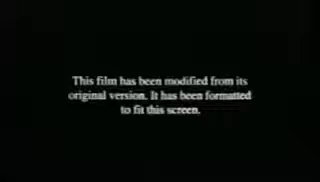 This film has been modified from its
original version. It has been formatted
to fit this screen.